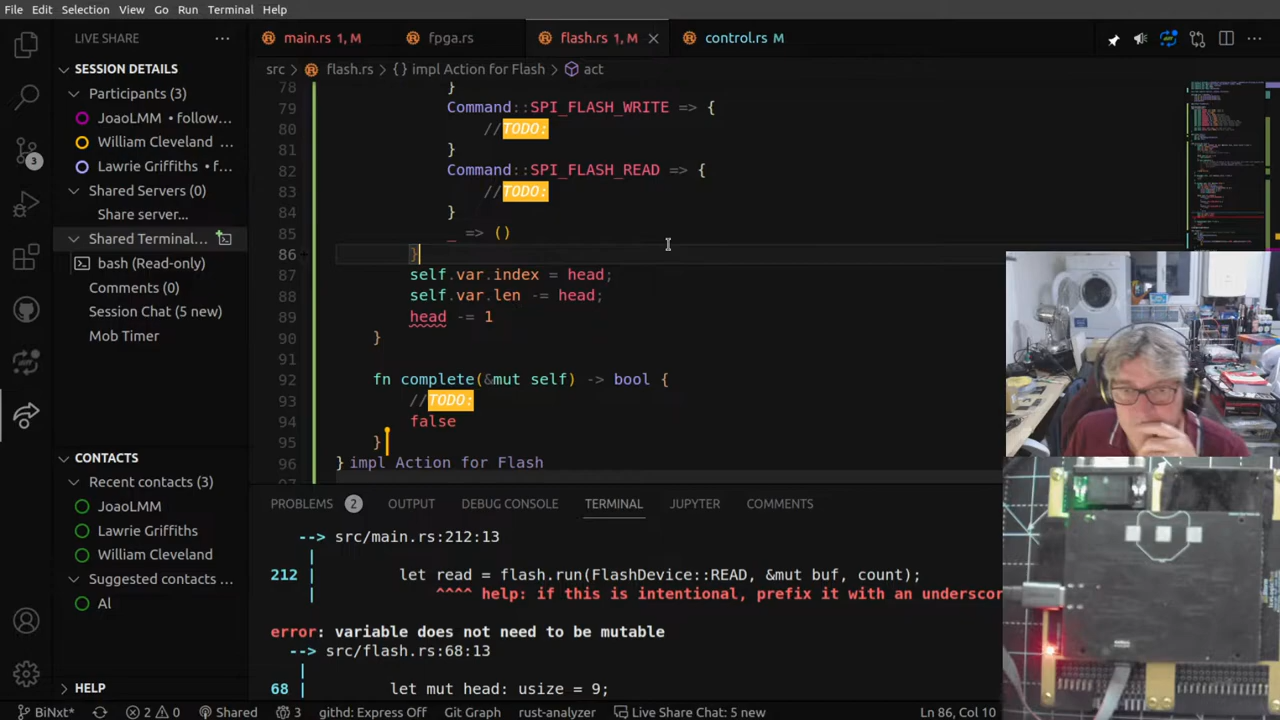 File Edit Selection View Go Run Terminal Help
LIVE SHARE
main.rs 1, M
fpga.rs
flash.rs 1, M
control.rs M
SESSION DETAILS
Participants (3)
JoaoLMM • follow...
William Cleveland
Lawrie Griffiths • f...
Shared Servers (0)
Share server...
Shared Terminal...
bash (Read-only)
Comments (0)
Session Chat (5 new)
Mob Timer
CONTACTS
Recent contacts (3)
JoaoLMM
Lawrie Griffiths
William Cleveland
Suggested contacts ...
Al
HELP
3
src > flash.rs > {} impl Action for Flash > act
78 }
79 Command::SPI_FLASH_WRITE => {
80 //TODO:
81 }
82 Command::SPI_FLASH_READ => {
83 //TODO:
84 }
85 _ => ()
86 }
87 self.var.index = head;
88 self.var.len -= head;
89 head -= 1
90 }
91
92 fn complete(&mut self) -> bool {
93 //TODO:
94 false
95 }
96 } impl Action for Flash
PROBLEMS 2 OUTPUT DEBUG CONSOLE TERMINAL JUPYTER COMMENTS
--> src/main.rs:212:13
|
212 | let read = flash.run(FlashDevice::READ, &mut buf, count);
| ^^^^ help: if this is intentional, prefix it with an underscor
error: variable does not need to be mutable
--> src/flash.rs:68:13
|
68 | let mut head: usize = 9;
BiNxt* 2 0 Shared 3 githd: Express Off Git Graph rust-analyzer Live Share Chat: 5 new Ln 86, Col 10